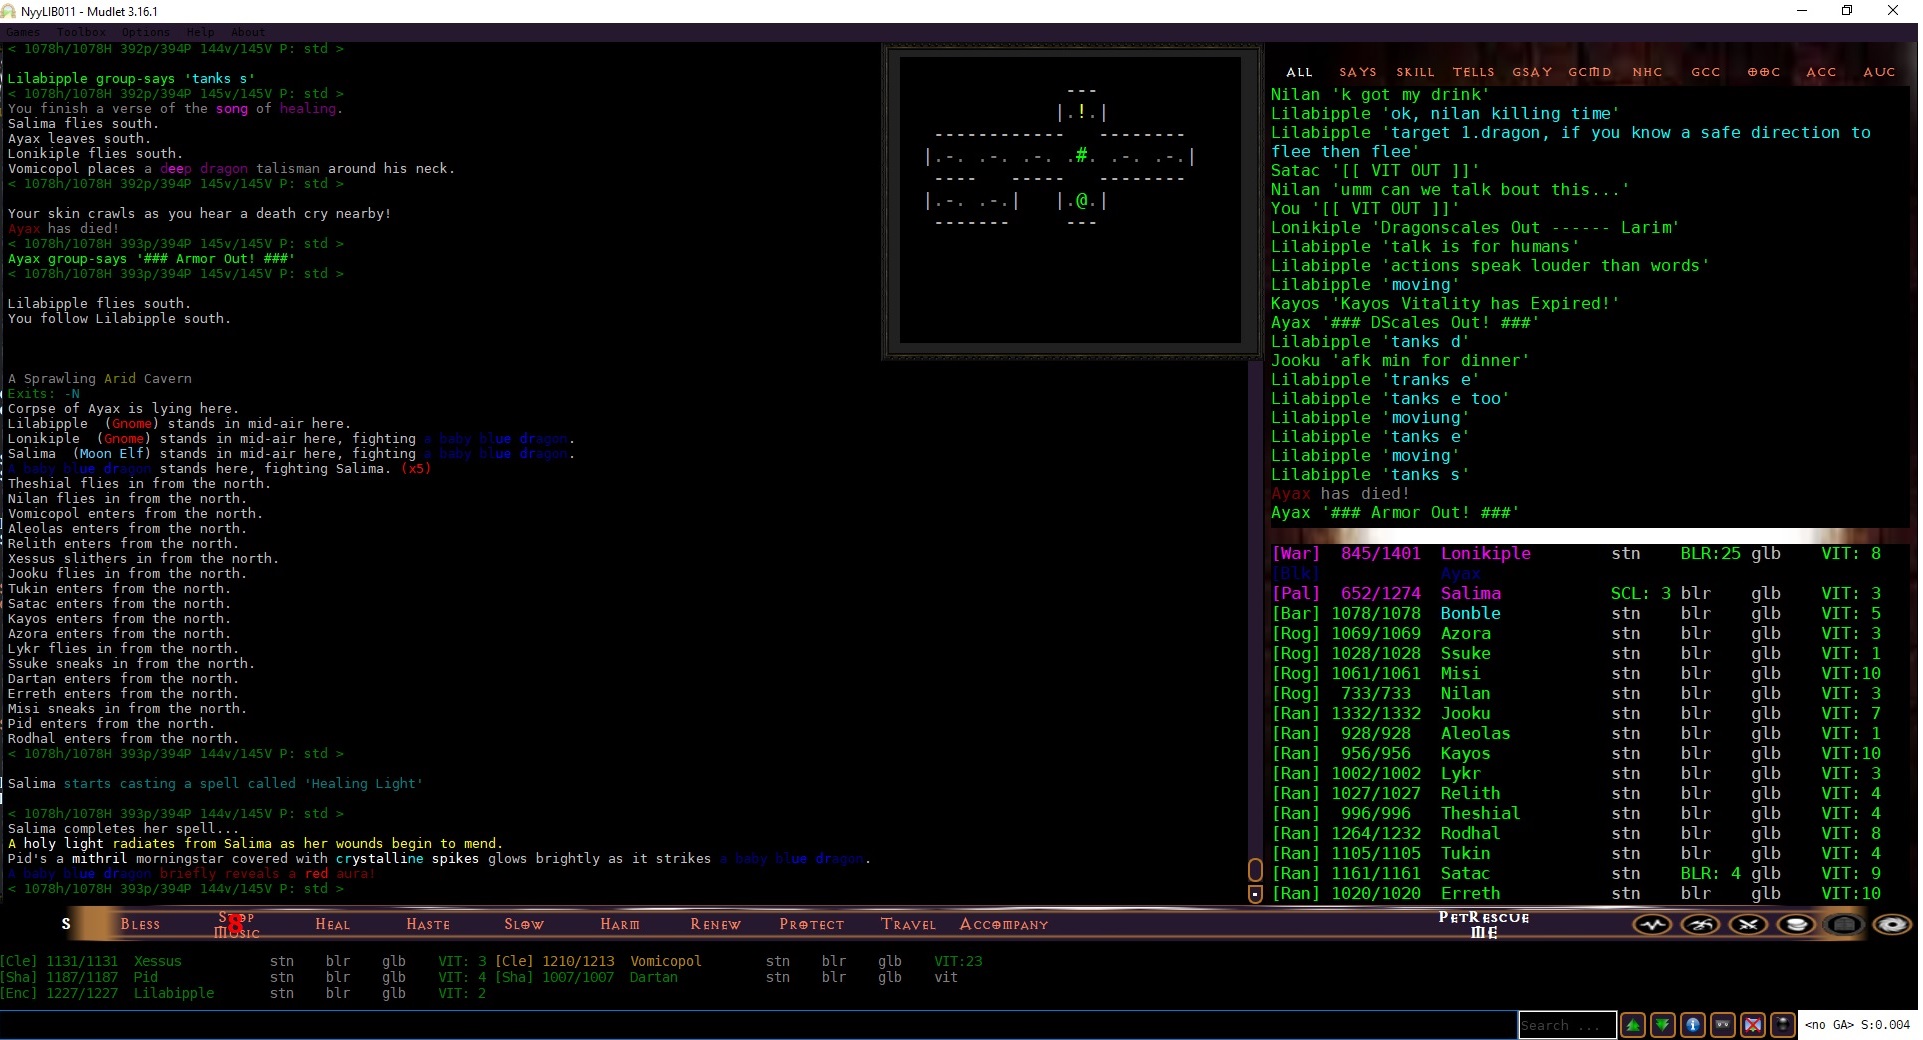 NyyLIB011 - Mudlet 3.16.1
Games Toolbox Options Help About
< 1078h/1078H 392p/394P 144v/145V P: std >
Lilabipple group-says 'tanks s'
< 1078h/1078H 392p/394P 145v/145V P: std >
You finish a verse of the song of healing.
Salima flies south.
Ayax leaves south.
Lonikiple flies south.
Vomicopol places a deep dragon talisman around his neck.
< 1078h/1078H 392p/394P 145v/145V P: std >
Your skin crawls as you hear a death cry nearby!
Ayax has died!
< 1078h/1078H 393p/394P 145v/145V P: std >
Ayax group-says '### Armor Out! ###'
< 1078h/1078H 393p/394P 145v/145V P: std >
Lilabipple flies south.
You follow Lilabipple south.
A Sprawling Arid Cavern
Exits: -N
Corpse of Ayax is lying here.
Lilabipple (Gnome) stands in mid-air here.
Lonikiple (Gnome) stands in mid-air here, fighting a baby blue dragon.
Salima (Moon Elf) stands in mid-air here, fighting a baby blue dragon.
A baby blue dragon stands here, fighting Salima. (x5)
Theshial flies in from the north.
Nilan flies in from the north.
Vomicopol enters from the north.
Aleolas enters from the north.
Relith enters from the north.
Xessus slithers in from the north.
Jooku flies in from the north.
Tukin enters from the north.
Satac enters from the north.
Kayos enters from the north.
Azora enters from the north.
Lykr flies in from the north.
Ssuke sneaks in from the north.
Dartan enters from the north.
Erreth enters from the north.
Misi sneaks in from the north.
Pid enters from the north.
Rodhal enters from the north.
< 1078h/1078H 393p/394P 144v/145V P: std >
Salima starts casting a spell called 'Healing Light'
< 1078h/1078H 393p/394P 144v/145V P: std >
Salima completes her spell...
A holy light radiates from Salima as her wounds begin to mend.
Pid's a mithril morningstar covered with crystalline spikes glows brightly as it strikes a baby blue dragon.
A baby blue dragon briefly reveals a red aura!
< 1078h/1078H 393p/394P 144v/145V P: std >
---
|.!.|
------------ --------
|.-. .-. .-. .#. .-. .-.|
---- ----- --------
|.-. .-.| |.@.|
------- ---
ALL SAYS SKILL TELLS GSAY GCMD NHC GCC OOC ACC AUC
Nilan 'k got my drink'
Lilabipple 'ok, nilan killing time'
Lilabipple 'target 1.dragon, if you know a safe direction to
flee then flee'
Satac '[[ VIT OUT ]]'
Nilan 'umm can we talk bout this...'
You '[[ VIT OUT ]]'
Lonikiple 'Dragonscales Out ------ Larim'
Lilabipple 'talk is for humans'
Lilabipple 'actions speak louder than words'
Lilabipple 'moving'
Kayos 'Kayos Vitality has Expired!'
Ayax '### DScales Out! ###'
Lilabipple 'tanks d'
Jooku 'afk min for dinner'
Lilabipple 'tranks e'
Lilabipple 'tanks e too'
Lilabipple 'moviung'
Lilabipple 'tanks e'
Lilabipple 'moving'
Lilabipple 'tanks s'
Ayax has died!
Ayax '### Armor Out! ###'
[War] 845/1401 Lonikiple stn BLR:25 glb VIT: 8
[Blk] Ayax
[Pal] 652/1274 Salima SCL: 3 blr glb VIT: 3
[Bar] 1078/1078 Bonble stn blr glb VIT: 5
[Rog] 1069/1069 Azora stn blr glb VIT: 3
[Rog] 1028/1028 Ssuke stn blr glb VIT: 1
[Rog] 1061/1061 Misi stn blr glb VIT:10
[Rog] 733/733 Nilan stn blr glb VIT: 3
[Ran] 1332/1332 Jooku stn blr glb VIT: 7
[Ran] 928/928 Aleolas stn blr glb VIT: 1
[Ran] 956/956 Kayos stn blr glb VIT:10
[Ran] 1002/1002 Lykr stn blr glb VIT: 3
[Ran] 1027/1027 Relith stn blr glb VIT: 4
[Ran] 996/996 Theshial stn blr glb VIT: 4
[Ran] 1264/1232 Rodhal stn blr glb VIT: 8
[Ran] 1105/1105 Tukin stn blr glb VIT: 4
[Ran] 1161/1161 Satac stn BLR: 4 glb VIT: 9
[Ran] 1020/1020 Erreth stn blr glb VIT:10
S BLESS STOP MUSIC 8 HEAL HASTE SLOW HARM RENEW PROTECT TRAVEL ACCOMPANY PETRESCUE ME
[Cle] 1131/1131 Xessus stn blr glb VIT: 3 [Cle] 1210/1213 Vomicopol stn blr glb VIT:23
[Sha] 1187/1187 Pid stn blr glb VIT: 4 [Sha] 1007/1007 Dartan stn blr glb vit
[Enc] 1227/1227 Lilabipple stn blr glb VIT: 2
Search ...
<no GA> S:0.004